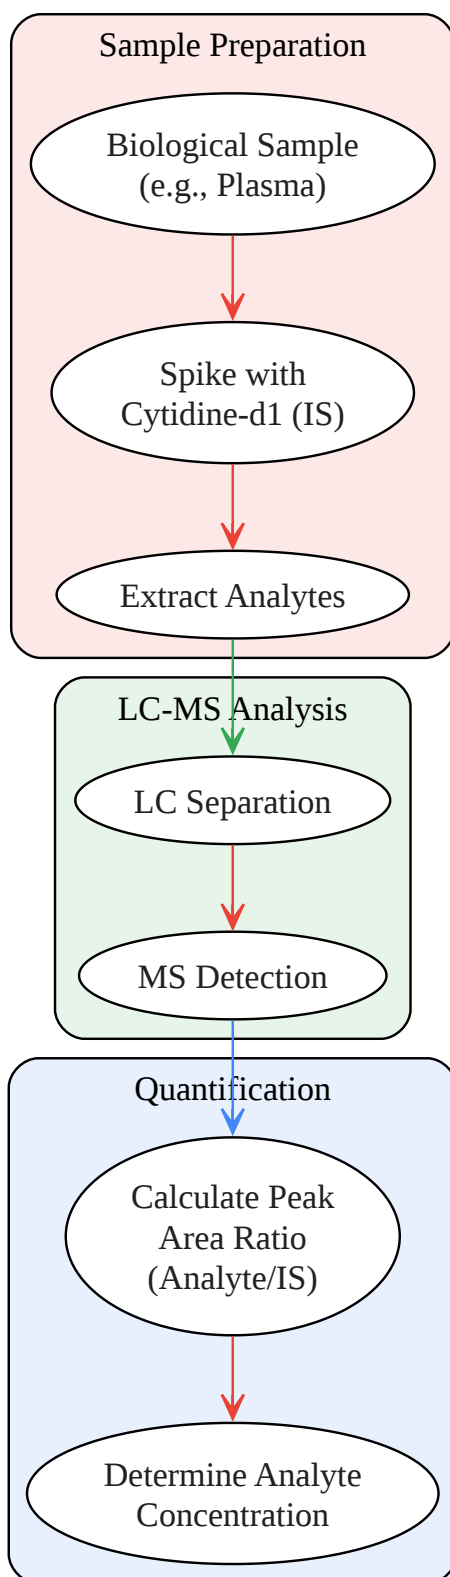 Sample Preparation
Biological Sample
(e.g., Plasma)
Spike with
Cytidine-d1 (IS)
Extract Analytes
LC-MS Analysis
LC Separation
MS Detection
Quantification
Calculate Peak
Area Ratio
(Analyte/IS)
Determine Analyte
Concentration